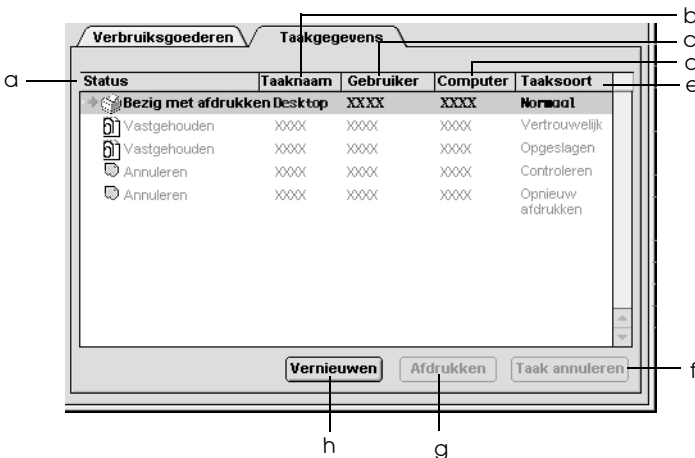 b
Verbruiksgoederen Taakgegevens
c
d
a Status Taaknaam Gebruiker Computer Taaksoort e
Bezig met afdrukken Desktop XXXX XXXX Normaal
Vastgehouden XXXX XXXX XXXX Vertrouwelijk
Vastgehouden XXXX XXXX XXXX Opgeslagen
Annuleren XXXX XXXX XXXX Controleren
Annuleren XXXX XXXX XXXX Opnieuw
afdrukken
Vernieuwen Afdrukken Taak annuleren f
h g